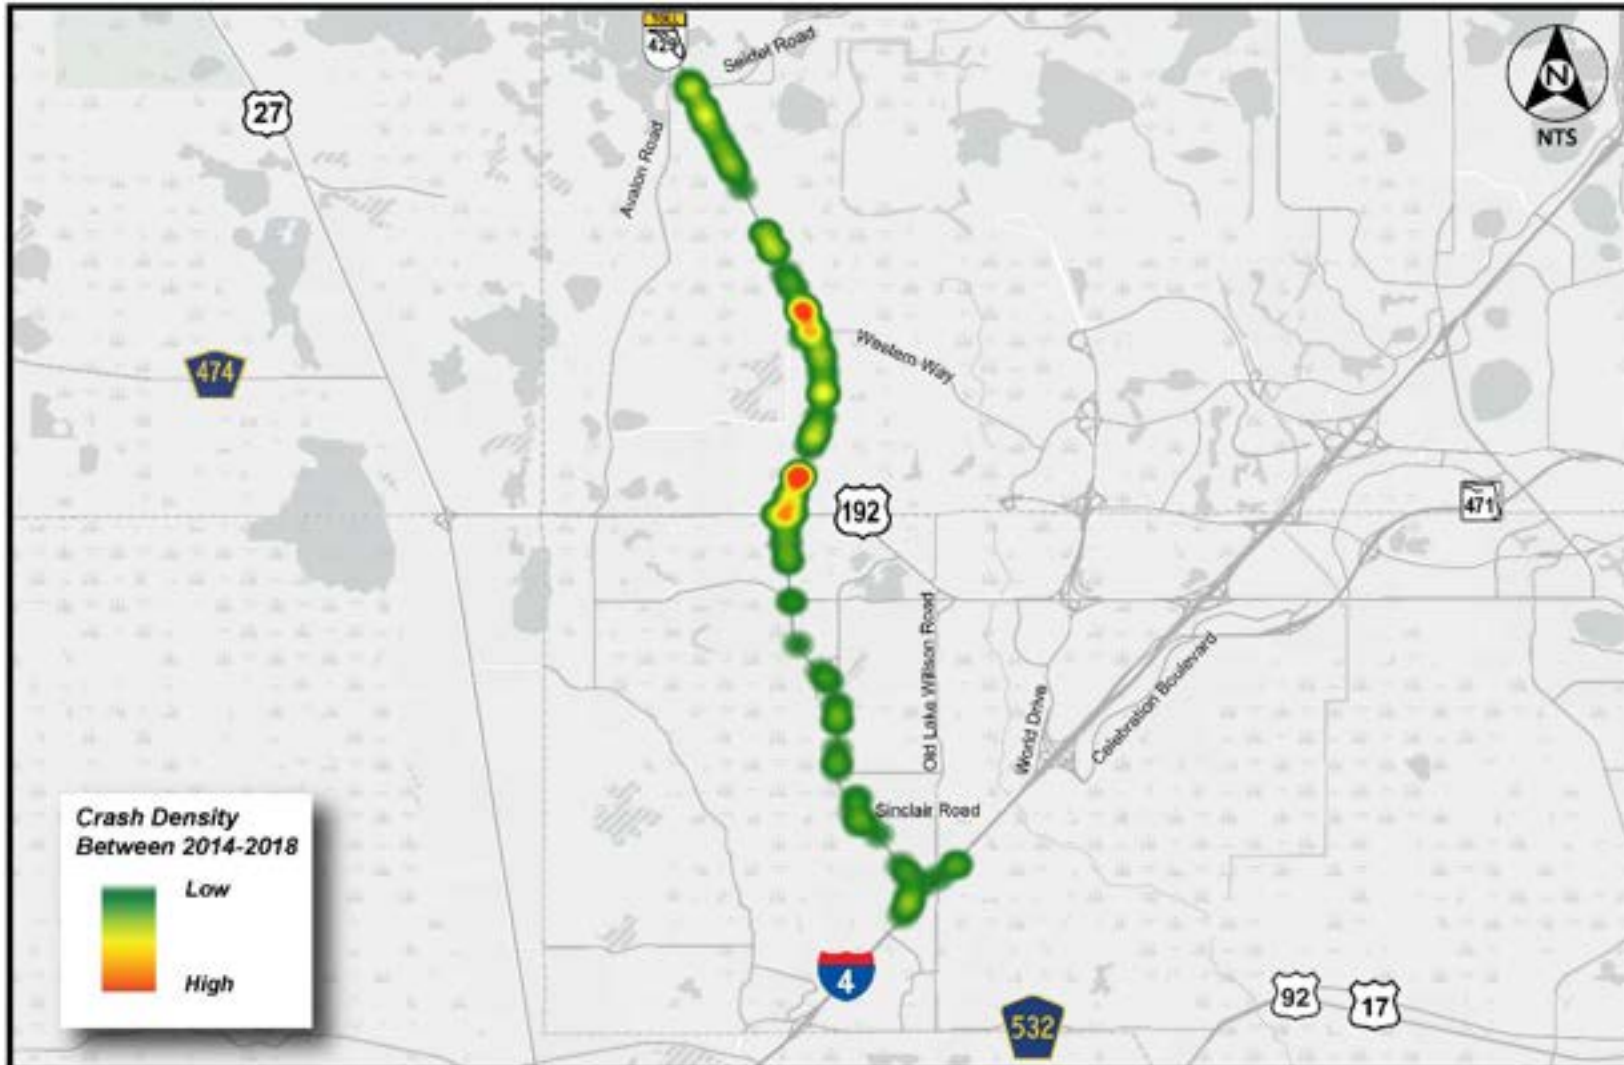 TOLL
429
Seidel Road
27
N
NTS
Avalon Road
Western Way
474
192
471
Old Lake Wilson Road
World Drive
Celebration Boulevard
Sinclair Road
Crash Density
Between 2014-2018
Low
High
4
92
17
532